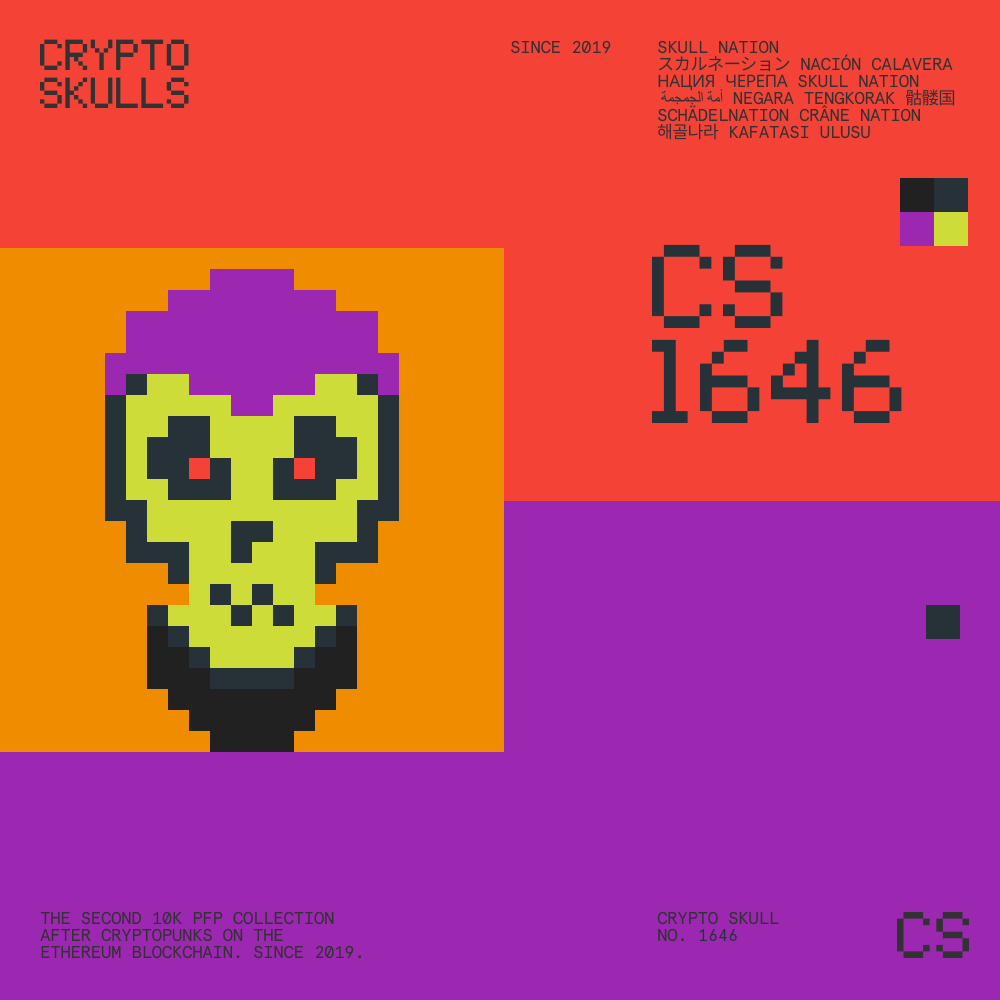 CRYPTO
SKULLS
SINCE 2019
SKULL NATION
スカルネーション NACIÓN CALAVERA
НАЦИЯ ЧЕРЕПА SKULL NATION
أمة الجمجمة NEGARA TENGKORAK 骷髅国
SCHÄDELNATION CRÂNE NATION
해골나라 KAFATASI ULUSU
CS
1646
THE SECOND 10K PFP COLLECTION
AFTER CRYPTOPUNKS ON THE
ETHEREUM BLOCKCHAIN. SINCE 2019.
CRYPTO SKULL
NO. 1646
CS